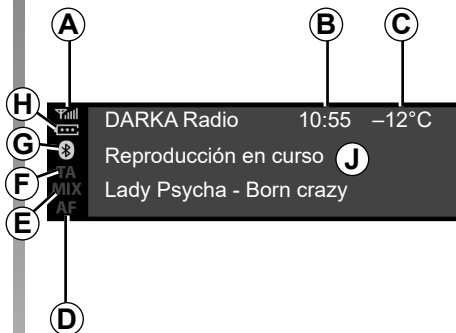 A B C
H DARKA Radio 10:55 –12°C
G Reproducción en curso J
F TA Lady Psycha - Born crazy
E MIX
AF
D